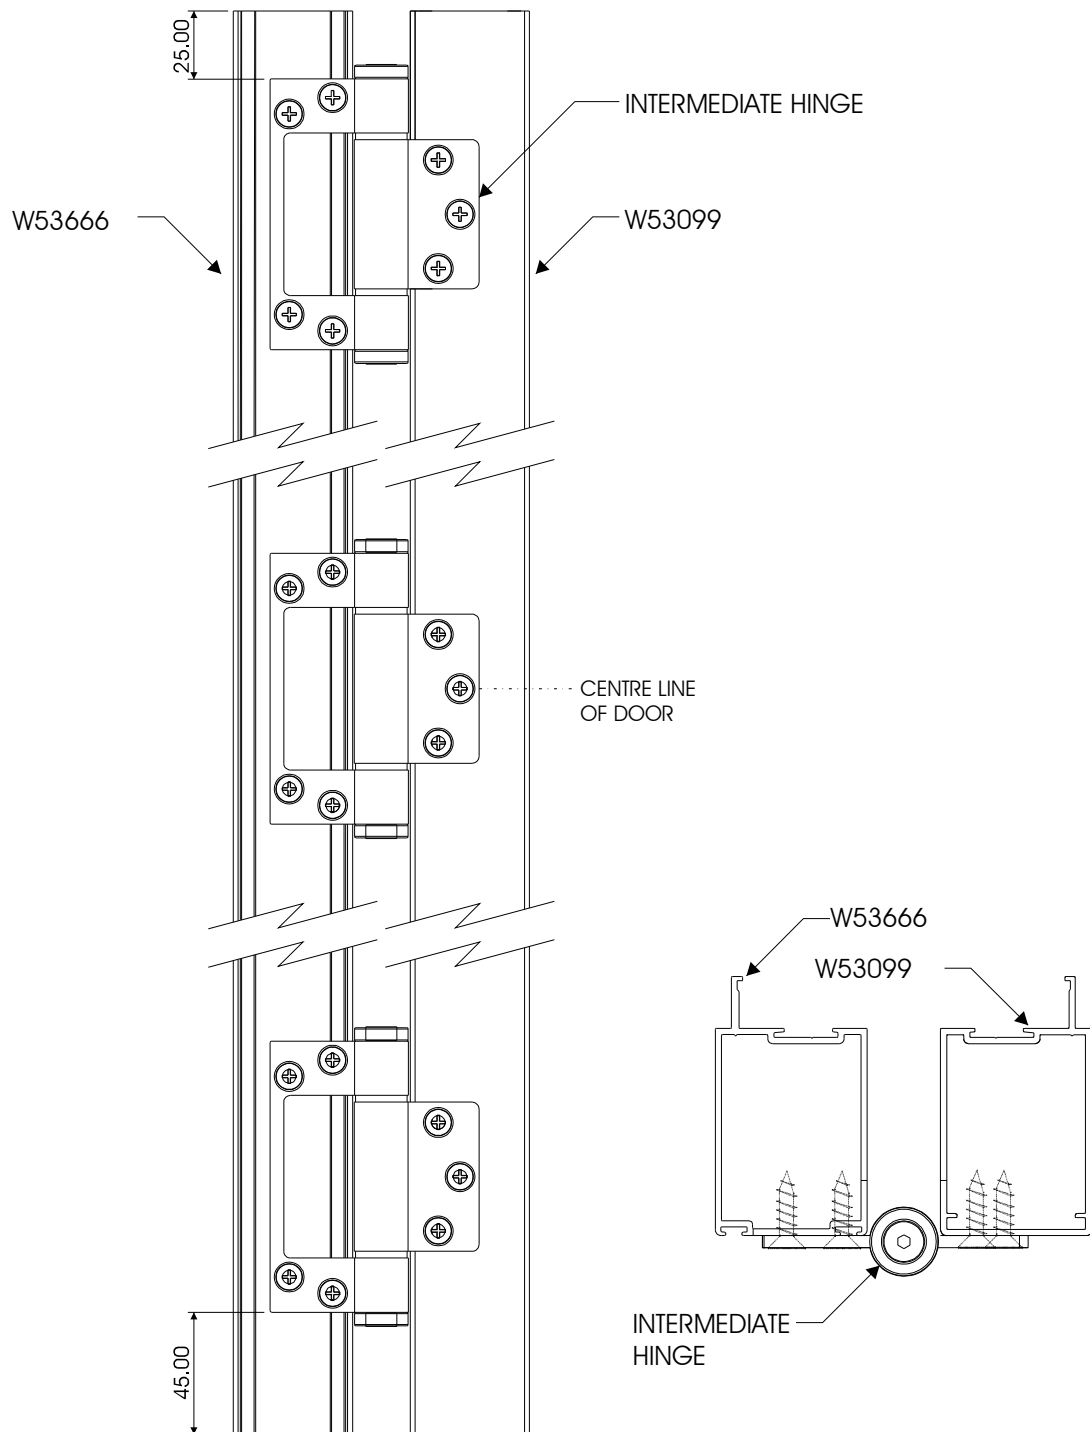 25.00
INTERMEDIATE HINGE
W53666
W53099
CENTRE LINE
OF DOOR
W53666
W53099
INTERMEDIATE
HINGE
45.00